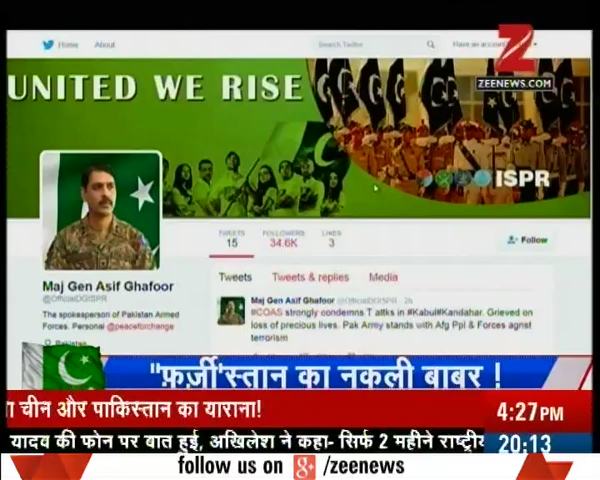 Home About Search Twitter Have an account
ZEENEWS.COM
UNITED WE RISE
ISPR
TWEETS FOLLOWERS LIKES
15 34.6K 3
Follow
Maj Gen Asif Ghafoor
@OfficialDGISPR
The spokesperson of Pakistan Armed
Forces. Personal @peaceforchange
Pakistan
Tweets Tweets & replies Media
Maj Gen Asif Ghafoor @OfficialDGISPR 2h
#COAS strongly condemns T attks in #Kabul#Kandahar. Grieved on
loss of precious lives. Pak Army stands with Afg Ppl & Forces agnst
terrorism
"फ़र्ज़ी'स्तान का नकली बाबर !
चीन और पाकिस्तान का याराना!
4:27PM
यादव की फोन पर बात हुई, अखिलेश ने कहा- सिर्फ 2 महीने राष्ट्रीय
20:13
follow us on g+ /zeenews